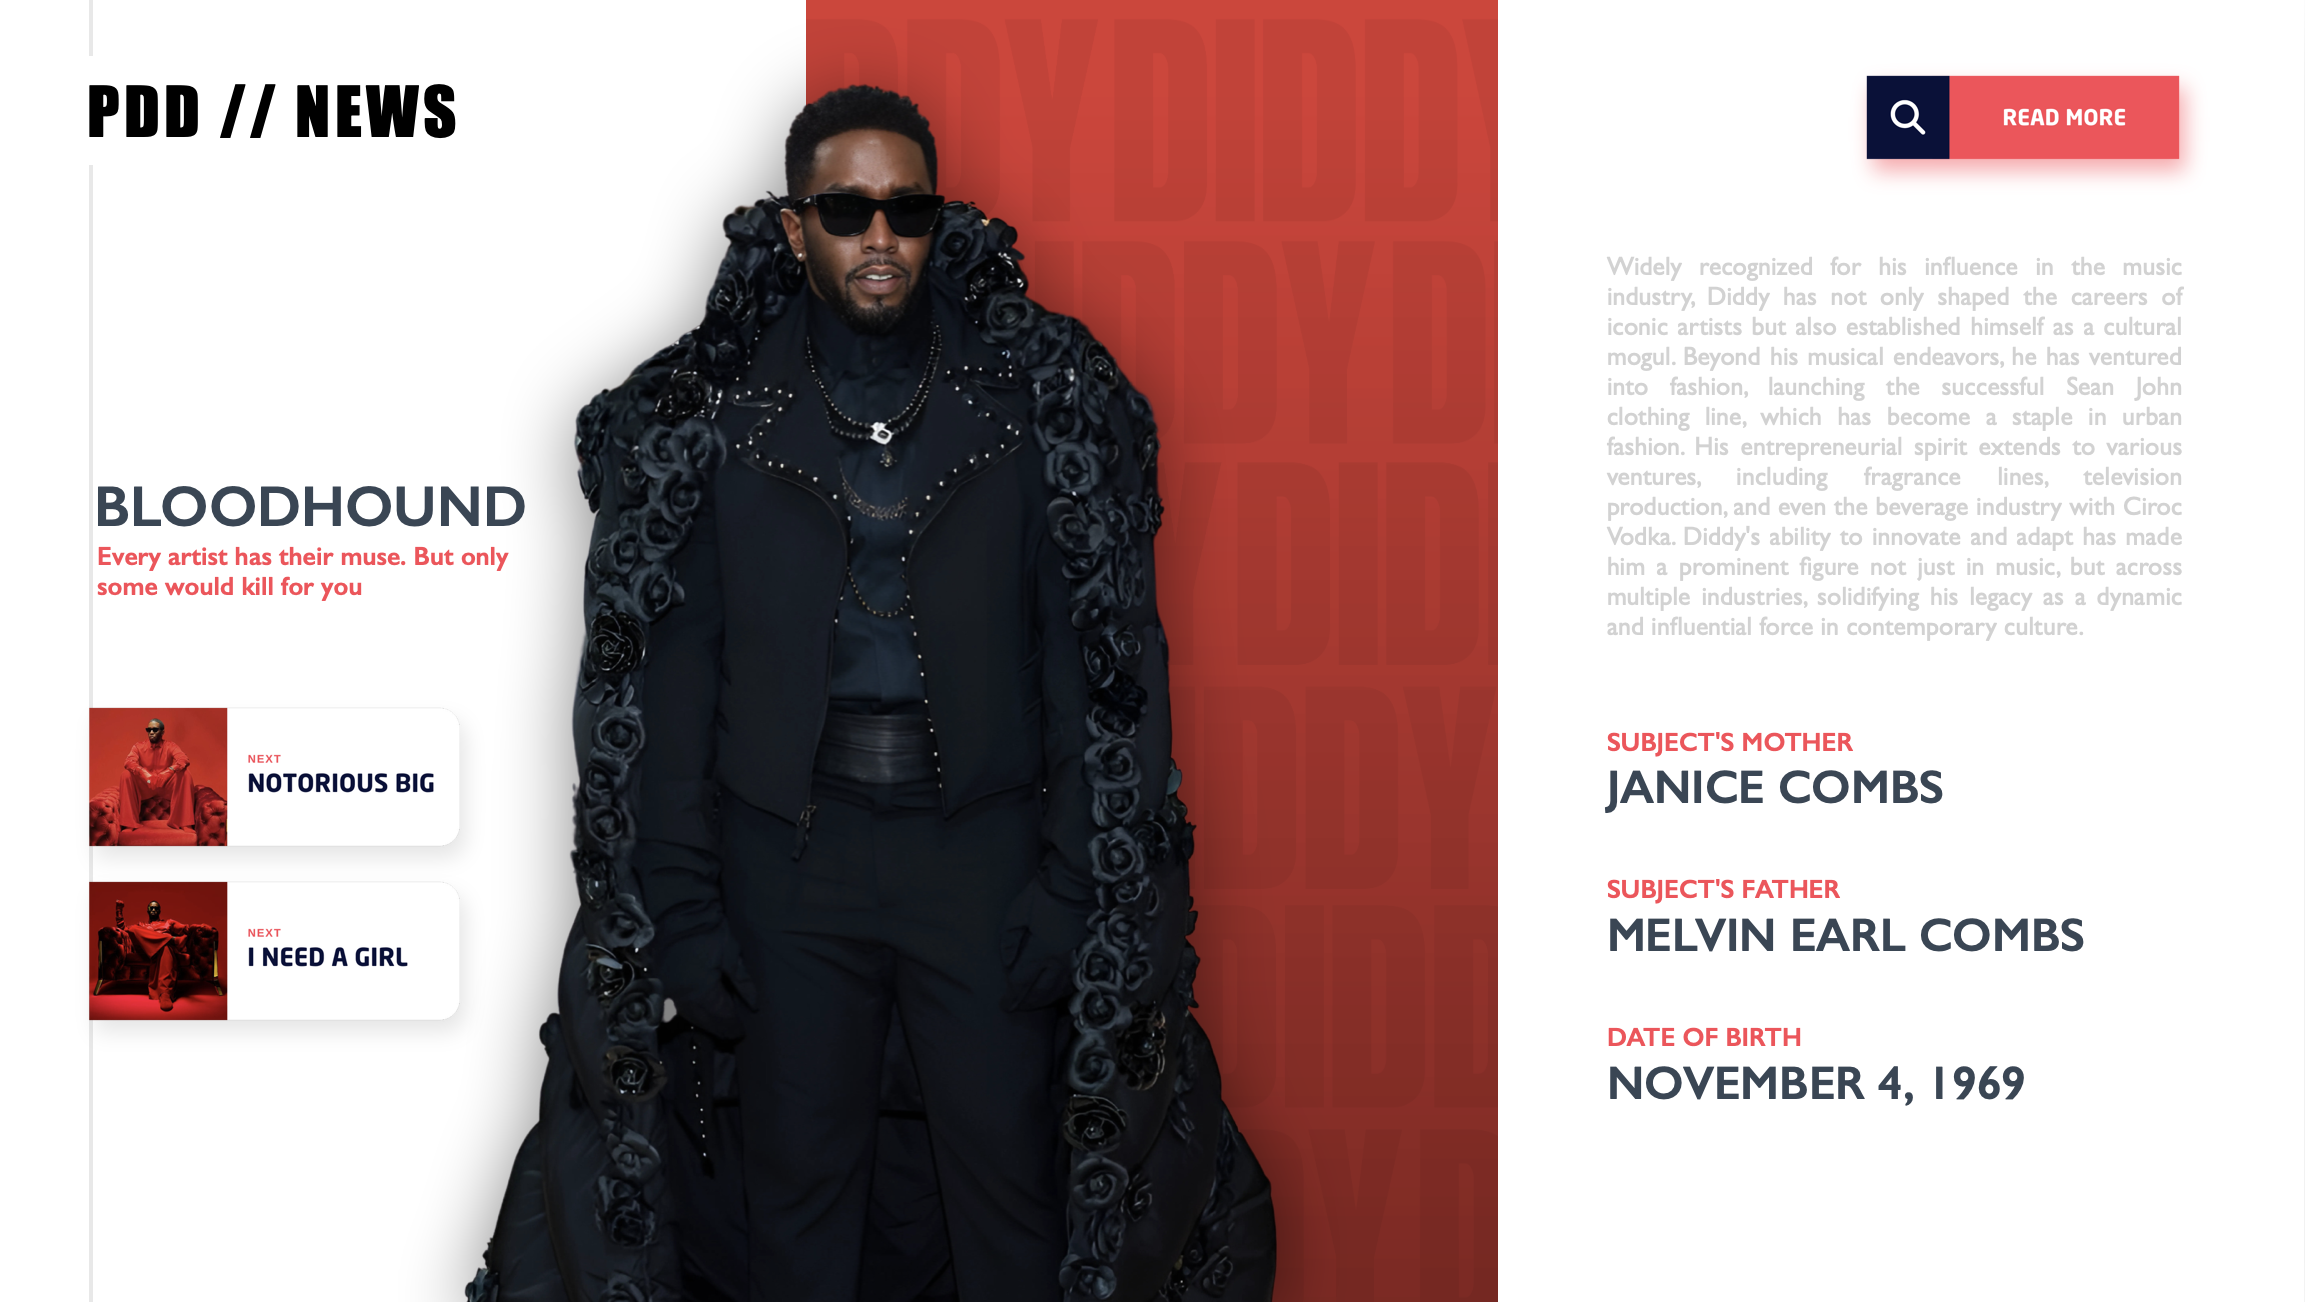 PDD // NEWS
READ MORE
BLOODHOUND
Every artist has their muse. But only
some would kill for you
NEXT
NOTORIOUS BIG
NEXT
I NEED A GIRL
DDY DIDDY
DIDDY D
Y DIDD
DIDDY
DIDD
DY D
Widely recognized for his influence in the music
industry, Diddy has not only shaped the careers of
iconic artists but also established himself as a cultural
mogul. Beyond his musical endeavors, he has ventured
into fashion, launching the successful Sean John
clothing line, which has become a staple in urban
fashion. His entrepreneurial spirit extends to various
ventures, including fragrance lines, television
production, and even the beverage industry with Ciroc
Vodka. Diddy's ability to innovate and adapt has made
him a prominent figure not just in music, but across
multiple industries, solidifying his legacy as a dynamic
and influential force in contemporary culture.
SUBJECT'S MOTHER
JANICE COMBS
SUBJECT'S FATHER
MELVIN EARL COMBS
DATE OF BIRTH
NOVEMBER 4, 1969